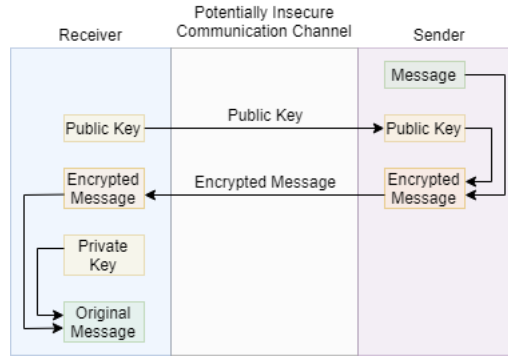 Potentially Insecure
Receiver
Communication Channel
Sender
Message
Public Key
Public Key
Public Key
Encrypted
Message
Encrypted Message
Encrypted
Message
Private
Key
Original
Message